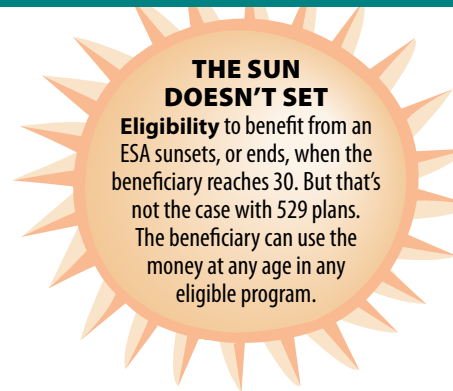 THE SUN
DOESN’T SET
Eligibility to benefit from an
ESA sunsets, or ends, when the
beneficiary reaches 30. But that’s
not the case with 529 plans.
The beneficiary can use the
money at any age in any
eligible program.